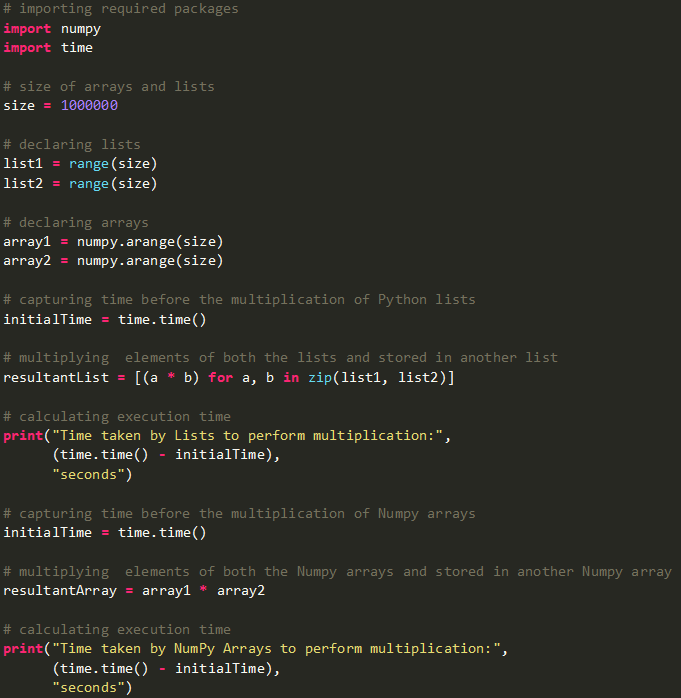 # importing required packages
import numpy
import time

# size of arrays and lists
size = 1000000

# declaring lists
list1 = range(size)
list2 = range(size)

# declaring arrays
array1 = numpy.arange(size)
array2 = numpy.arange(size)

# capturing time before the multiplication of Python lists
initialTime = time.time()

# multiplying  elements of both the lists and stored in another list
resultantList = [(a * b) for a, b in zip(list1, list2)]

# calculating execution time
print("Time taken by Lists to perform multiplication:",
      (time.time() - initialTime),
      "seconds")

# capturing time before the multiplication of Numpy arrays
initialTime = time.time()

# multiplying  elements of both the Numpy arrays and stored in another Numpy array
resultantArray = array1 * array2

# calculating execution time
print("Time taken by NumPy Arrays to perform multiplication:",
      (time.time() - initialTime),
      "seconds")